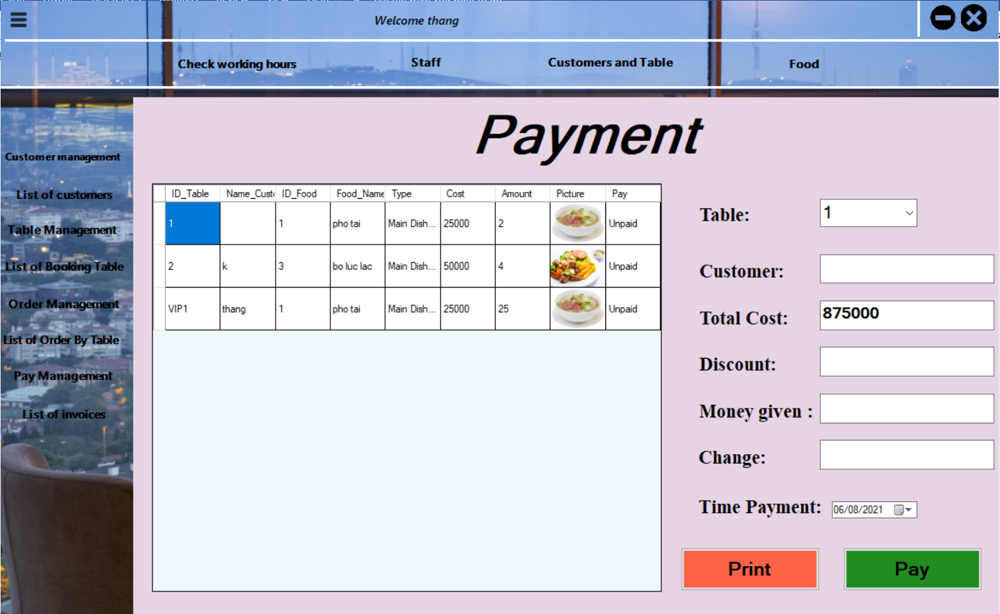 Welcome thang
Check working hours Staff Customers and Table Food
Payment
Customer management
List of customers
Table Management
List of Booking Table
Order Management
List of Order By Table
Pay Management
List of invoices
ID_Table Name_Custo ID_Food Food_Name Type Cost Amount Picture Pay
1 1 pho tai Main Dish... 25000 2 Unpaid
2 k 3 bo luc lac Main Dish... 50000 4 Unpaid
VIP1 thang 1 pho tai Main Dish... 25000 25 Unpaid
Table: 1
Customer:
Total Cost: 875000
Discount:
Money given :
Change:
Time Payment: 06/08/2021
Print Pay